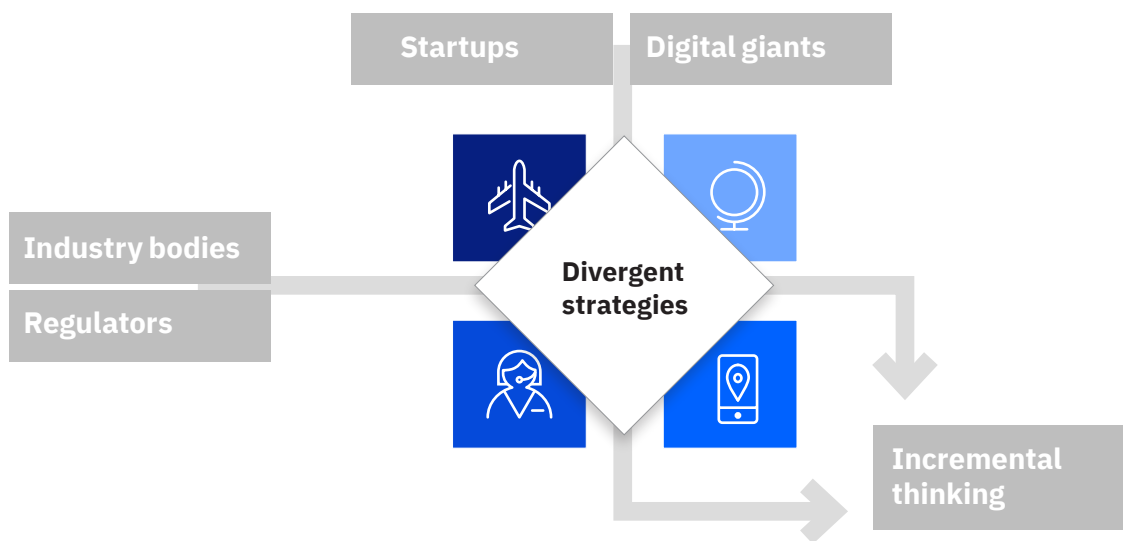 Startups
Digital giants
Industry bodies
Regulators
Divergent
strategies
Incremental
thinking